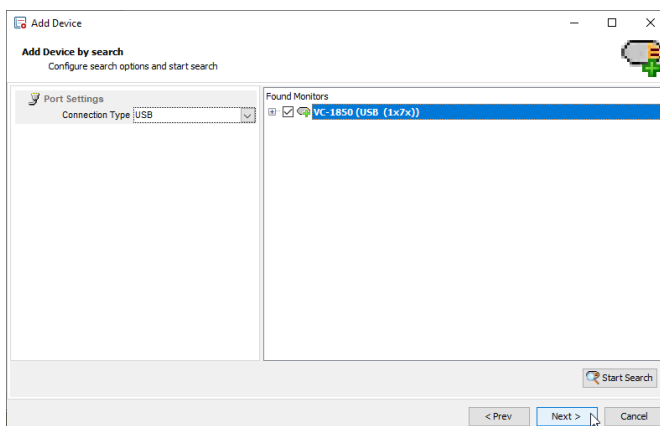 Add Device
Add Device by search
Configure search options and start search
Port Settings
Connection Type USB
Found Monitors
VC-1850 (USB (1x7x))
Start Search
< Prev
Next >
Cancel